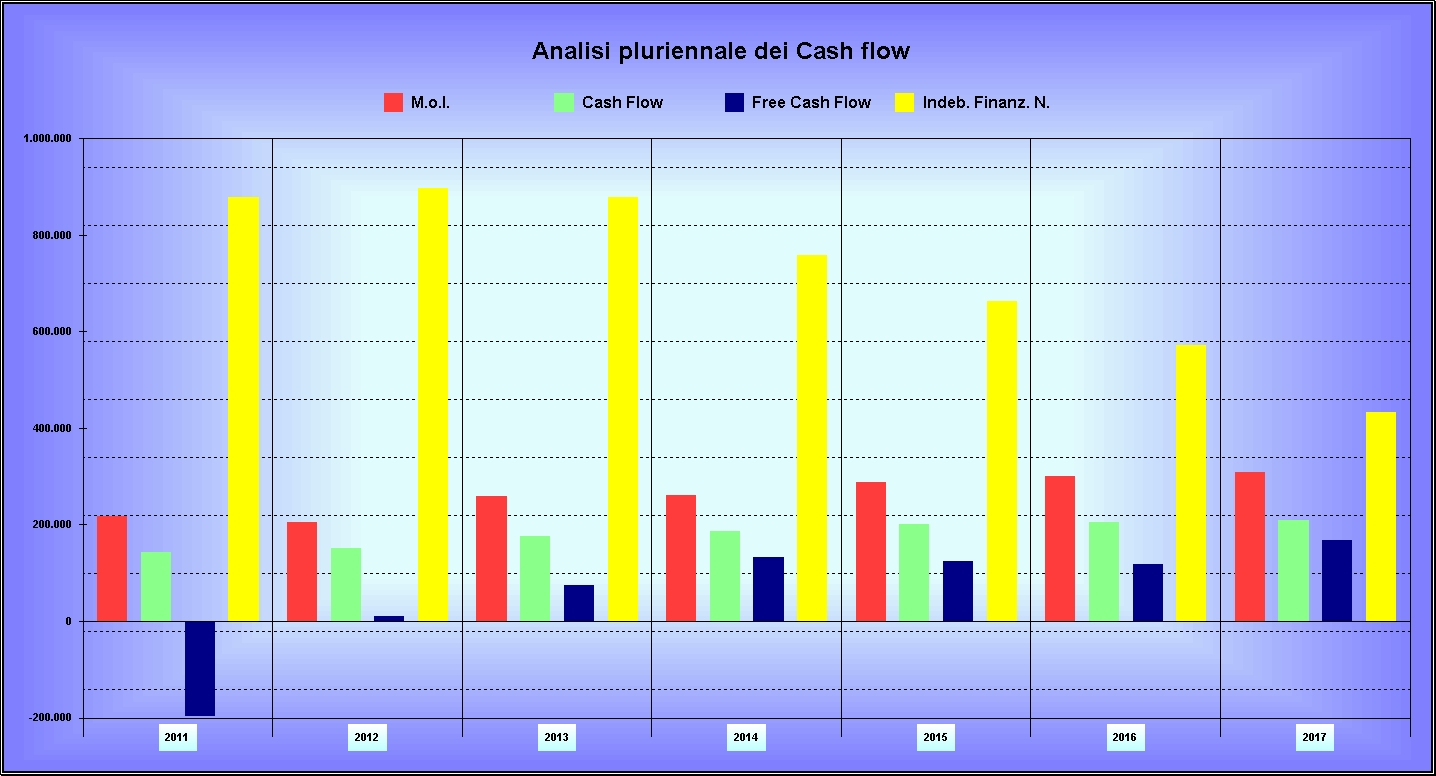 Analisi pluriennale dei Cash flow
M.o.l. Cash Flow Free Cash Flow Indeb. Finanz. N.
1.000.000
800.000
600.000
400.000
200.000
0
-200.000
2011 2012 2013 2014 2015 2016 2017